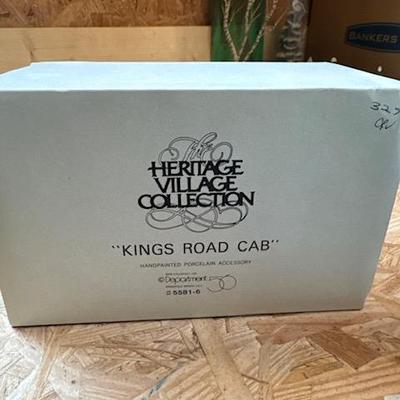 The
HERITAGE
VILLAGE
COLLECTION
"KINGS ROAD CAB"
HANDPAINTED PORCELAIN ACCESSORY
© Department 56
# 5581-6
BANKERS